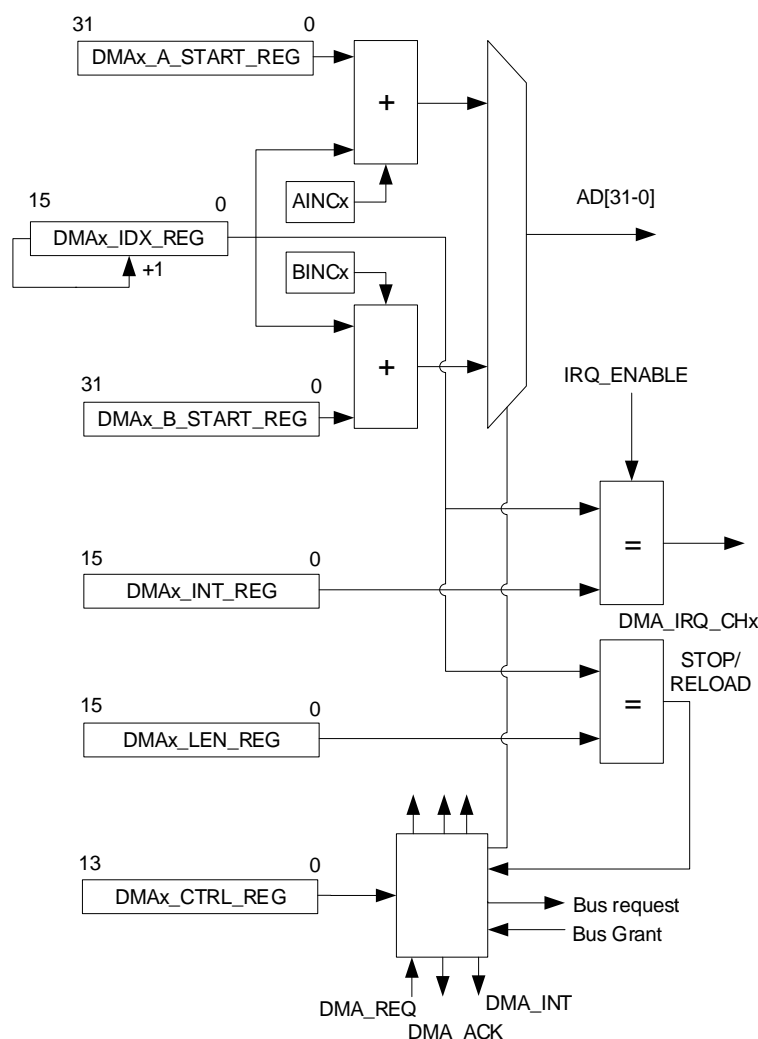 31 0
DMAx_A_START_REG
+
AINCx
15 0
DMAx_IDX_REG
+1
AD[31-0]
BINCx
+
31 0
DMAx_B_START_REG
IRQ_ENABLE
15 0
DMAx_INT_REG
=
DMA_IRQ_CHx
STOP/
RELOAD
15 0
DMAx_LEN_REG
=
13 0
DMAx_CTRL_REG
Bus request
Bus Grant
DMA_REQ
DMA_ACK
DMA_INT